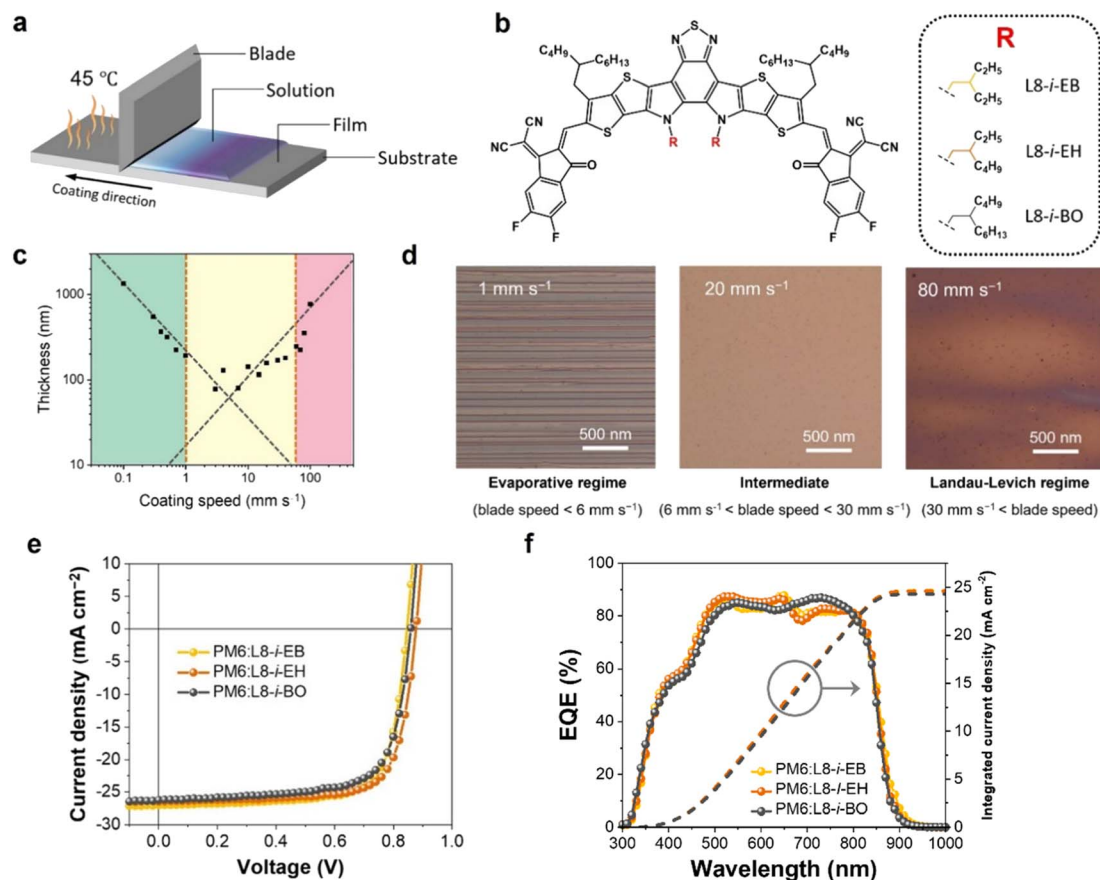 a
45 ℃
Blade
Solution
Film
Substrate
Coating direction
b
S
N N
C4H9 C4H9
C6H13 C6H13
S S
S N N S
R R
CN CN
NC CN
NC CN
O O
F F
F F
R
C2H5
C2H5
L8-i-EB
C2H5
C4H9
L8-i-EH
C4H9
C6H13
L8-i-BO
c
Thickness (nm)
1000
100
10
0.1 1 10 100
Coating speed (mm s⁻¹)
d
1 mm s⁻¹
500 nm
Evaporative regime
(blade speed < 6 mm s⁻¹)
20 mm s⁻¹
500 nm
Intermediate
(6 mm s⁻¹ < blade speed < 30 mm s⁻¹)
80 mm s⁻¹
500 nm
Landau-Levich regime
(30 mm s⁻¹ < blade speed)
e
Current density (mA cm⁻²)
10
5
0
-5
-10
-15
-20
-25
-30
PM6:L8-i-EB
PM6:L8-i-EH
PM6:L8-i-BO
0.0 0.2 0.4 0.6 0.8 1.0
Voltage (V)
f
EQE (%)
100
80
60
40
20
0
PM6:L8-i-EB
PM6:L8-I-EH
PM6:L8-i-BO
300 400 500 600 700 800 900 1000
Wavelength (nm)
25
20
15
10
5
0
Integrated current density (mA cm⁻²)